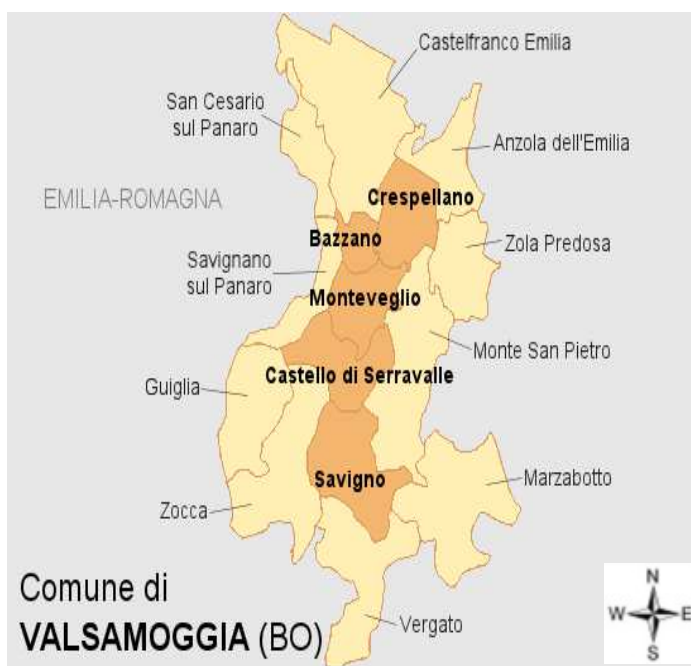 Castelfranco Emilia
San Cesario
sul Panaro
Anzola dell'Emilia
EMILIA-ROMAGNA
Crespellano
Bazzano
Zola Predosa
Savignano
sul Panaro
Monteveglio
Monte San Pietro
Castello di Serravalle
Guiglia
Savigno
Marzabotto
Zocca
Comune di
VALSAMOGGIA (BO)
Vergato
N
W E
S